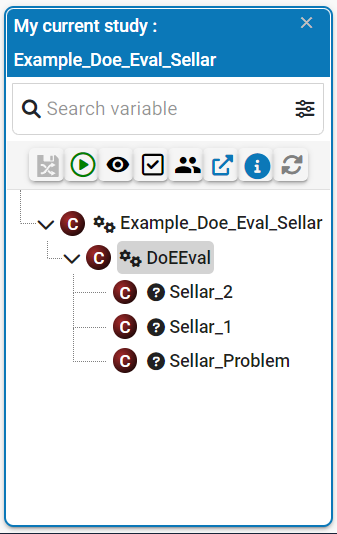 My current study :
Example_Doe_Eval_Sellar
Search variable
C Example_Doe_Eval_Sellar
C DoEEval
C ? Sellar_2
C ? Sellar_1
C ? Sellar_Problem